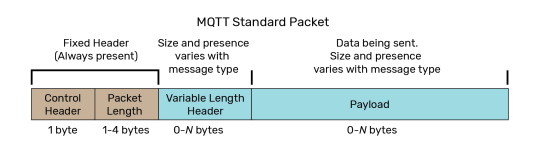 MQTT Standard Packet
Fixed Header
(Always present)
Size and presence
varies with
message type
Data being sent.
Size and presence
varies with message type
Control
Header
Packet
Length
Variable Length
Header
Payload
1 byte
1-4 bytes
0-N bytes
0-N bytes